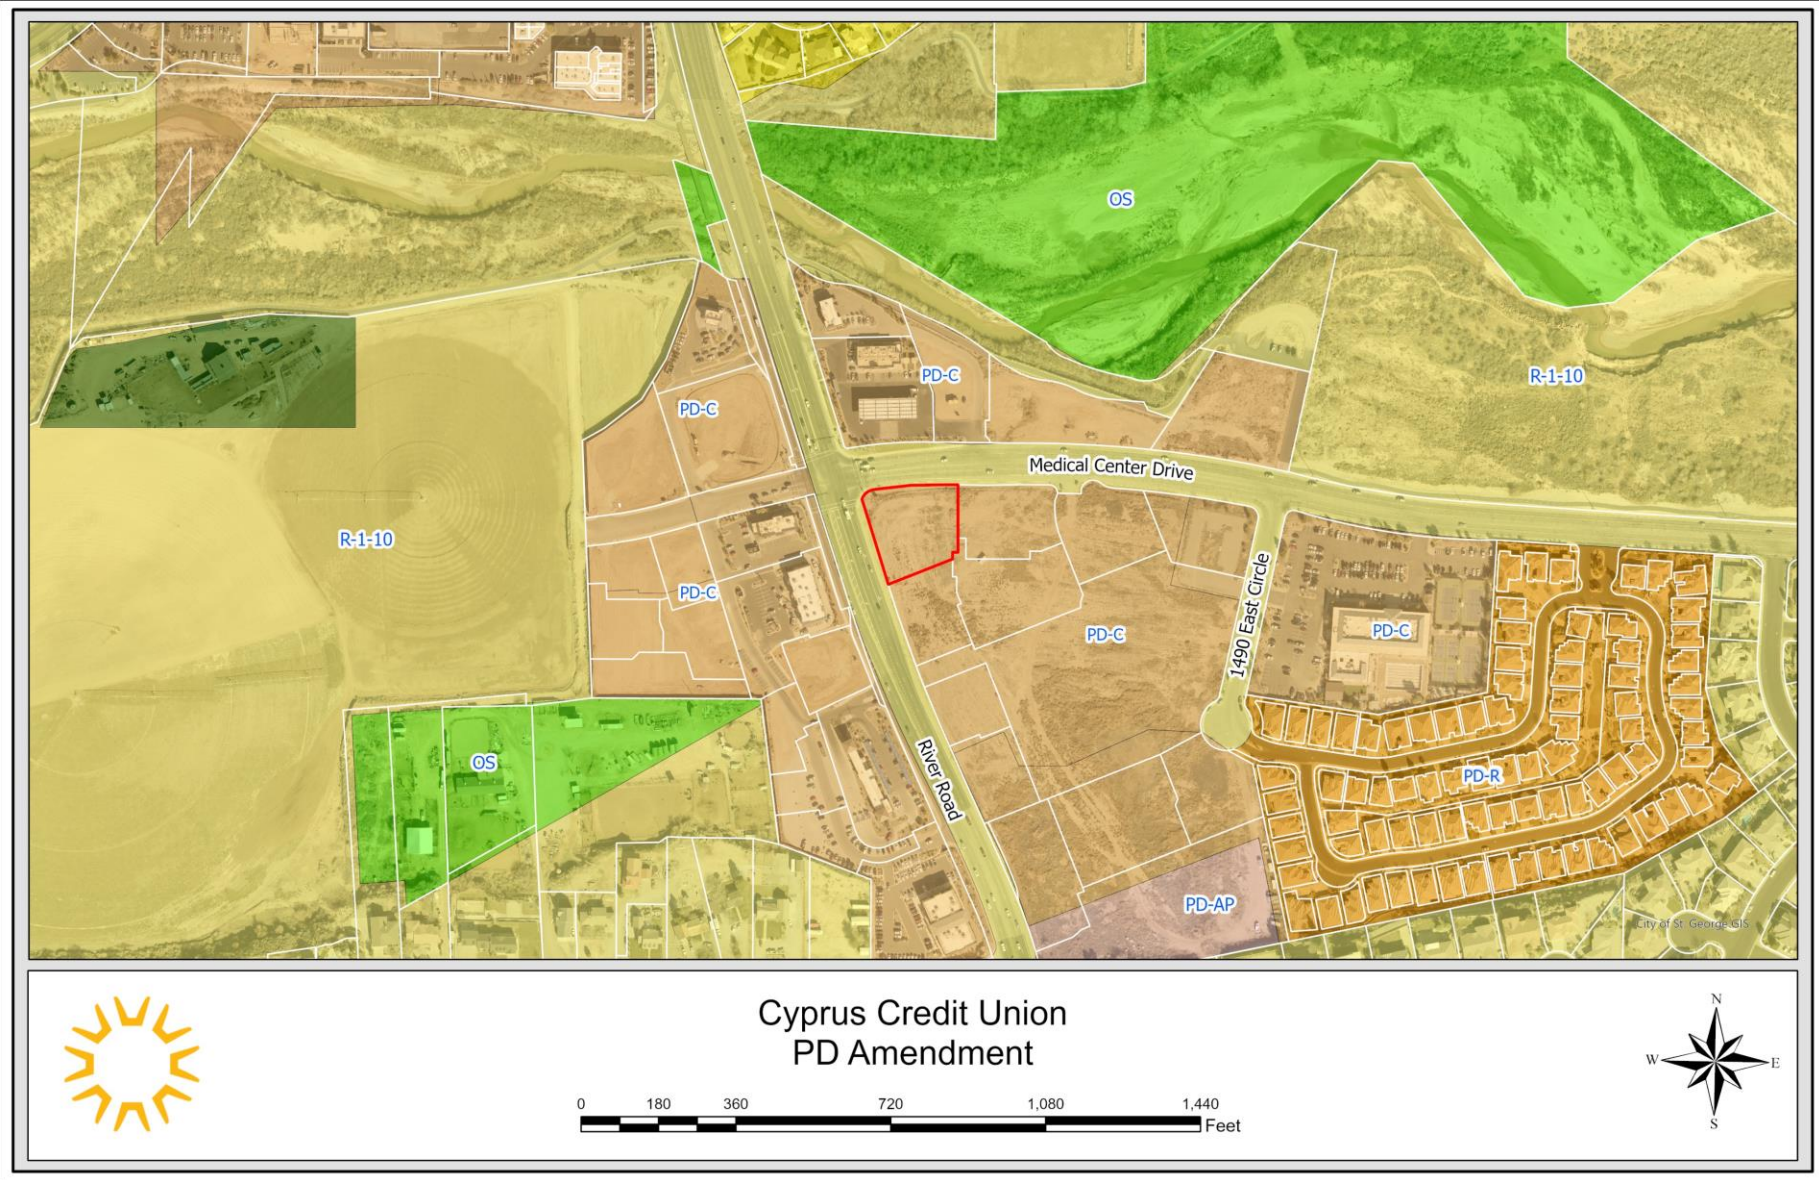 OS
PD-C
R-1-10
PD-C
Medical Center Drive
R-1-10
PD-C
1490 East Circle
PD-C
PD-C
OS
River Road
PD-R
PD-AP
City of St. George GIS
Cyprus Credit Union
PD Amendment
0 180 360 720 1,080 1,440
Feet
N
W E
S